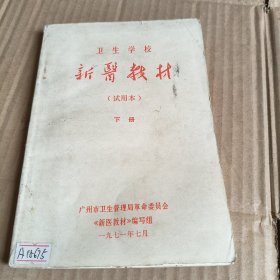 卫生学校
新醫教材
（试用本）
下册
广州市卫生管理局革命委员会
《新医教材》编写组
一九七一年七月